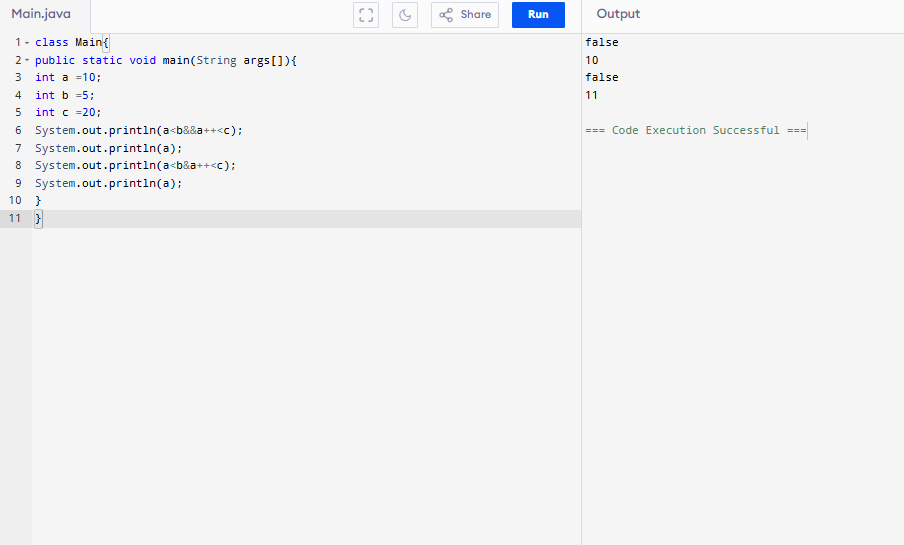 Main.java Share Run Output
1 class Main{
2 public static void main(String args[]){
3 int a =10;
4 int b =5;
5 int c =20;
6 System.out.println(a<b&&a++<c);
7 System.out.println(a);
8 System.out.println(a<b&a++<c);
9 System.out.println(a);
10 }
11 }
false
10
false
11
=== Code Execution Successful ===